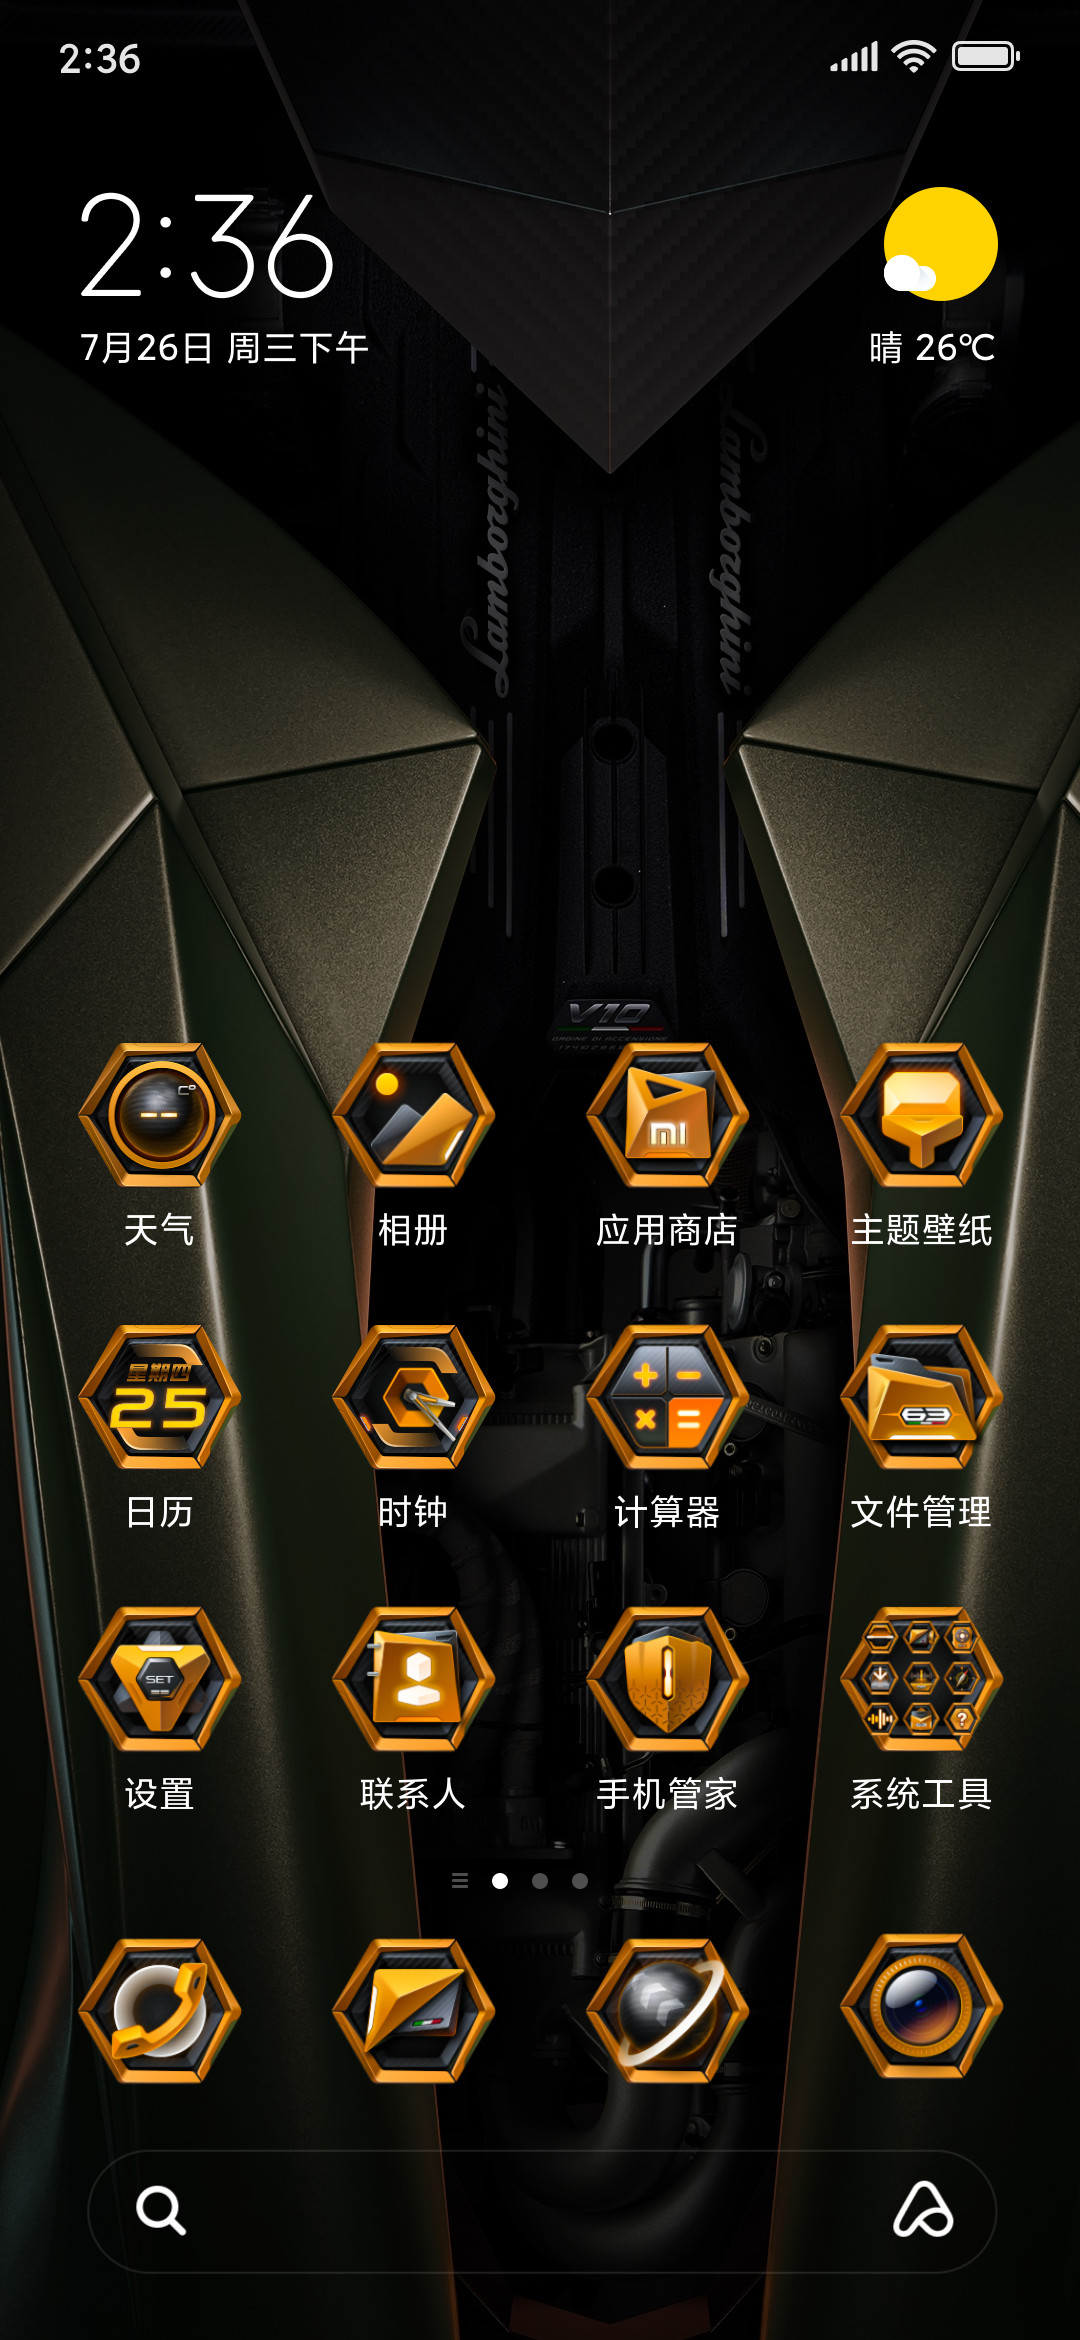 2:36
2:36
7月26日 周三下午
晴 26℃
Lamborghini
Lamborghini
V10
C°
--
mi
天气
相册
应用商店
主题壁纸
星期四
25
+ −
× =
63
日历
时钟
计算器
文件管理
SET
?
设置
联系人
手机管家
系统工具